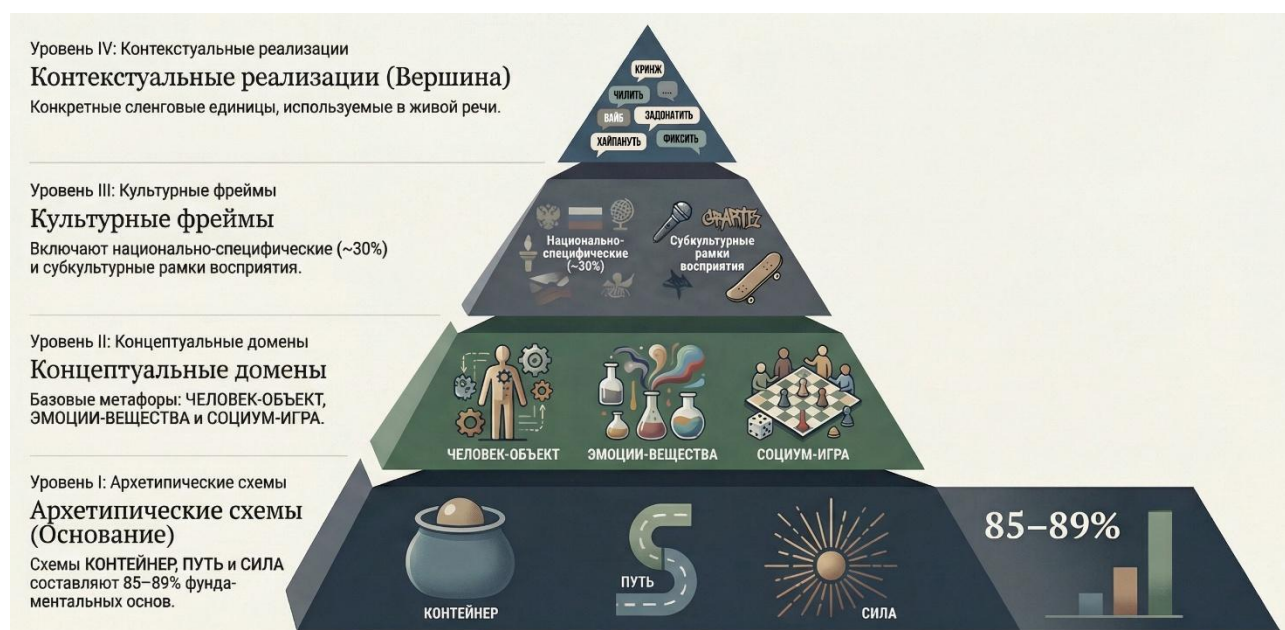 Уровень IV: Контекстуальные реализации
Контекстуальные реализации (Вершина)
Конкретные сленговые единицы, используемые в живой речи.
КРИНЖ
ЧИЛИТЬ
....
ВАЙБ
ЗАДОНАТИТЬ
ХАЙПАНУТЬ
ФИКСИТЬ
Уровень III: Культурные фреймы
Культурные фреймы
Включают национально-специфические (~30%)
и субкультурные рамки восприятия.
Национально-
специфические
(~30%)
Субкультурные
рамки
восприятия
Уровень II: Концептуальные домены
Концептуальные домены
Базовые метафоры: ЧЕЛОВЕК-ОБЪЕКТ,
ЭМОЦИИ-ВЕЩЕСТВА и СОЦИУМ-ИГРА.
ЧЕЛОВЕК-ОБЪЕКТ
ЭМОЦИИ-ВЕЩЕСТВА
СОЦИУМ-ИГРА
Уровень I: Архетипические схемы
Архетипические схемы
(Основание)
Схемы КОНТЕЙНЕР, ПУТЬ и СИЛА
составляют 85–89% фунда-
ментальных основ.
КОНТЕЙНЕР
ПУТЬ
СИЛА
85–89%